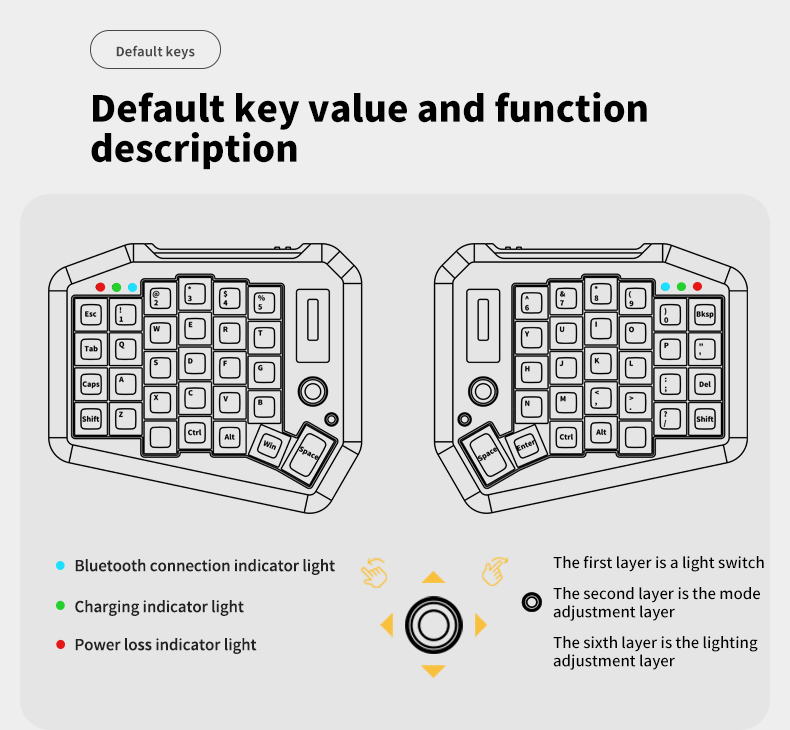 Default keys
Default key value and function
description
@ 2
* 3
$ 4
% 5
Esc
! 1
W
E
R
T
Tab
Q
S
D
F
G
Caps
A
X
C
V
B
Shift
Z
Ctrl
Alt
Win
Space
^ 6
& 7
* 8
( 9
) 0
Bksp
Y
U
I
O
P
" '
H
J
K
L
: ;
Del
N
M
< ,
> .
? /
Shift
Space
Enter
Ctrl
Alt
Bluetooth connection indicator light
Charging indicator light
Power loss indicator light
The first layer is a light switch
The second layer is the mode
adjustment layer
The sixth layer is the lighting
adjustment layer